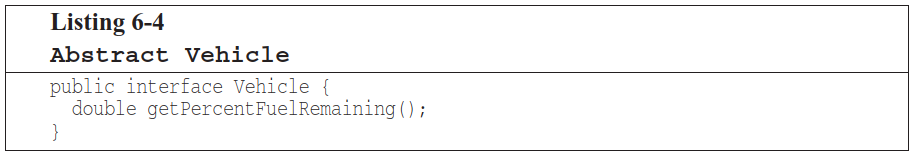 Listing 6-4
Abstract Vehicle
public interface Vehicle {
  double getPercentFuelRemaining();
}